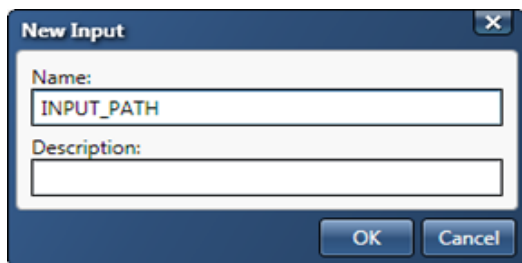 New Input
Name:
INPUT_PATH
Description:
OK Cancel